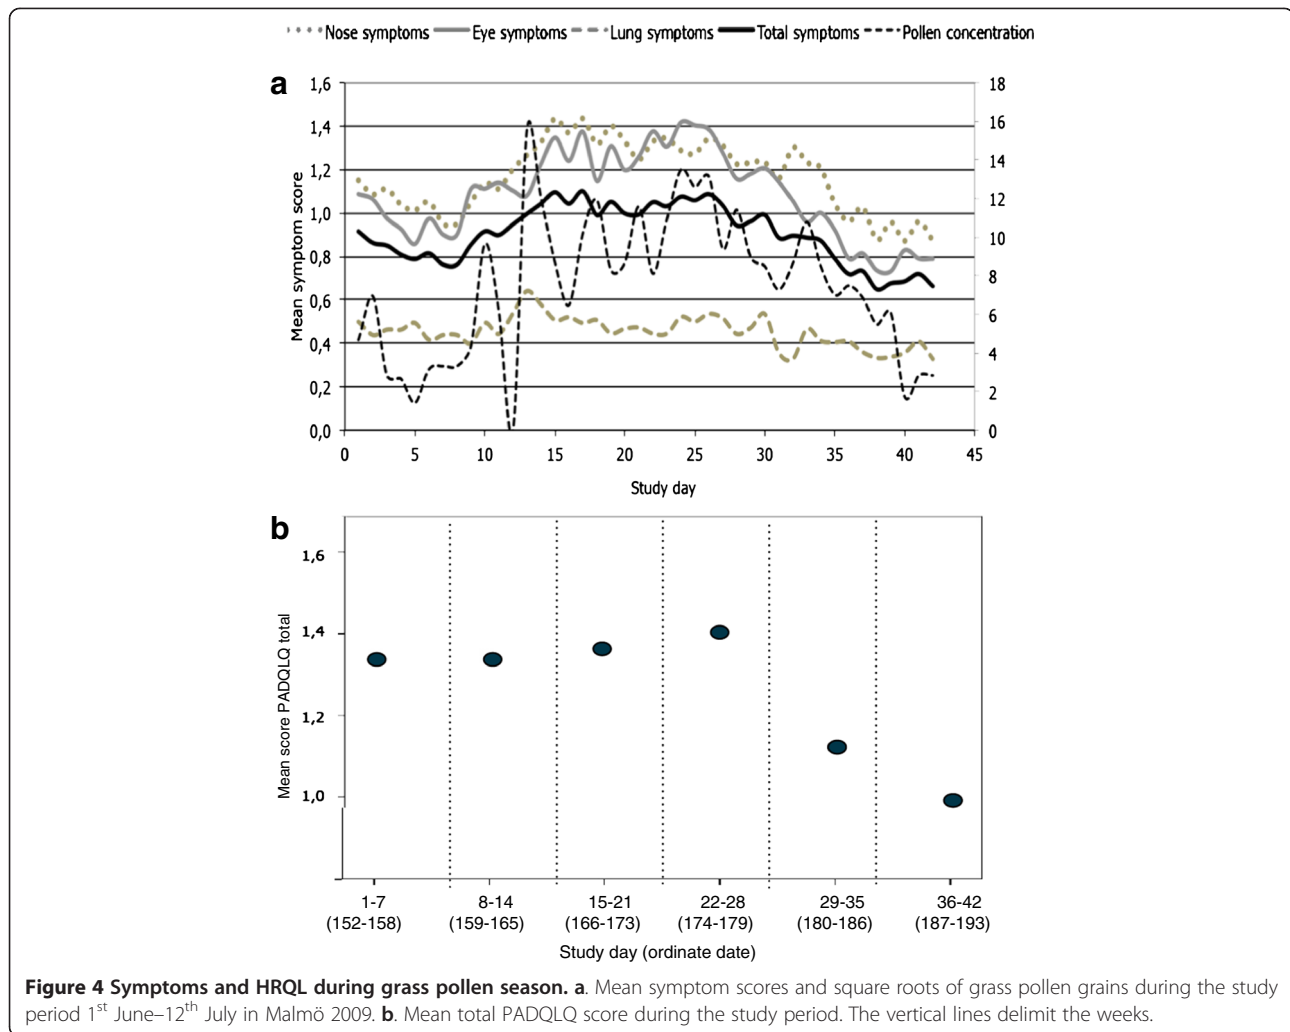 Nose symptoms Eye symptoms Lung symptoms Total symptoms Pollen concentration
a
Mean symptom score
1,6
1,4
1,2
1,0
0,8
0,6
0,4
0,2
0,0
18
16
14
12
10
8
6
4
2
0
0 5 10 15 20 25 30 35 40 45
Study day
b
Mean score PADQLQ total
1,6
1,4
1,2
1,0
1-7 8-14 15-21 22-28 29-35 36-42
(152-158) (159-165) (166-173) (174-179) (180-186) (187-193)
Study day (ordinate date)
Figure 4 Symptoms and HRQL during grass pollen season. a. Mean symptom scores and square roots of grass pollen grains during the study
period 1st June–12th July in Malmö 2009. b. Mean total PADQLQ score during the study period. The vertical lines delimit the weeks.